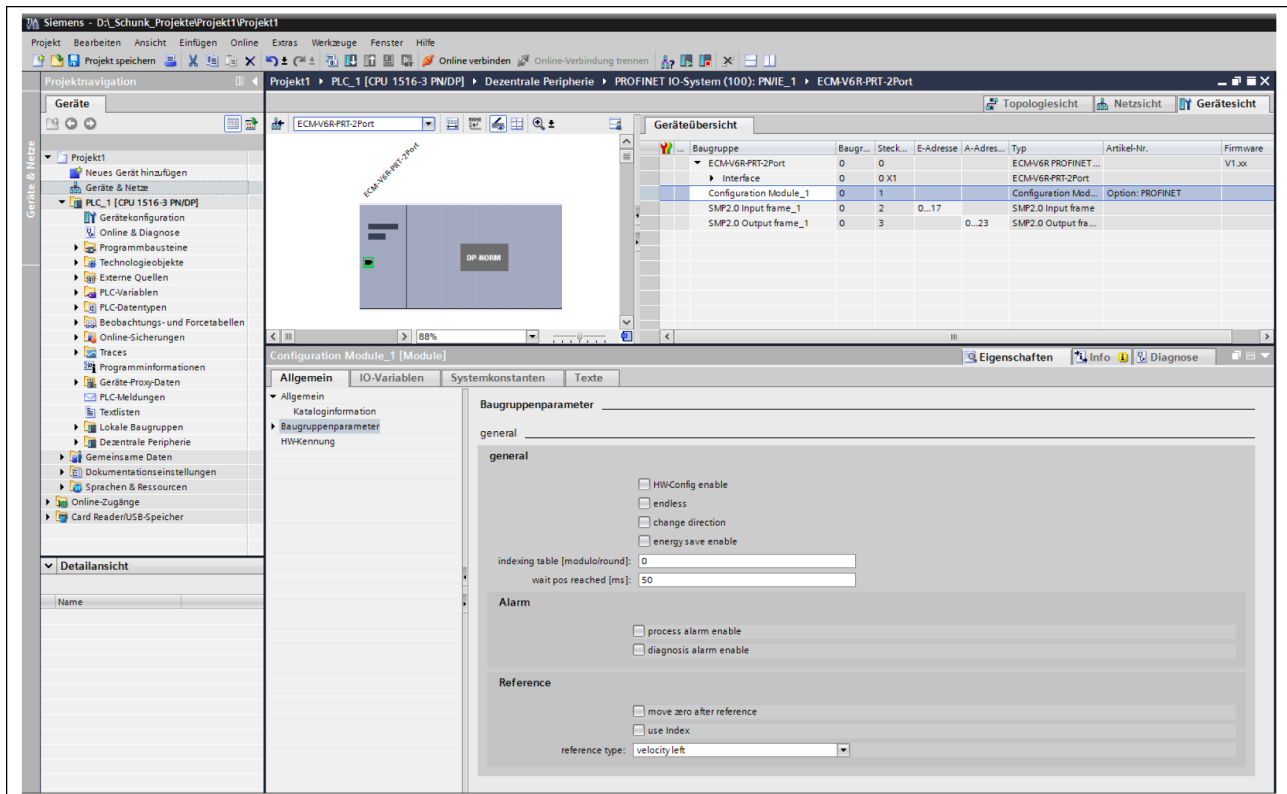 Siemens - D:\_Schunk_Projekte\Projekt1\Projekt1
Projekt Bearbeiten Ansicht Einfügen Online Extras Werkzeuge Fenster Hilfe
Projekt speichern Online verbinden Online-Verbindung trennen
Projektnavigation
Projekt1 PLC_1 [CPU 1516-3 PN/DP] Dezentrale Peripherie PROFINET IO-System (100): PN/IE_1 ECM-V6R-PRT-2Port
Geräte
Topologiesicht Netzsicht Gerätesicht
Geräte & Netze
Projekt1
Neues Gerät hinzufügen
Geräte & Netze
PLC_1 [CPU 1516-3 PN/DP]
Gerätekonfiguration
Online & Diagnose
Programmbausteine
Technologieobjekte
Externe Quellen
PLC-Variablen
PLC-Datentypen
Beobachtungs- und Forcetabellen
Online-Sicherungen
Traces
Programminformationen
Geräte-Proxy-Daten
PLC-Meldungen
Textlisten
Lokale Baugruppen
Dezentrale Peripherie
Gemeinsame Daten
Dokumentationseinstellungen
Sprachen & Ressourcen
Online-Zugänge
Card Reader/USB-Speicher
Detailansicht
Name
ECM-V6R-PRT-2Port
ECM-V6R-PRT-2Port
DP-NORM
88%
Geräteübersicht
... Baugruppe Baugr... Steck... E-Adresse A-Adres... Typ Artikel-Nr. Firmware
ECM-V6R-PRT-2Port 0 0 ECM-V6R PROFINET ... V1.xx
Interface 0 0 X1 ECM-V6R-PRT-2Port
Configuration Module_1 0 1 Configuration Mod... Option: PROFINET
SMP2.0 Input frame_1 0 2 0...17 SMP2.0 Input frame
SMP2.0 Output frame_1 0 3 0...23 SMP2.0 Output fra...
Configuration Module_1 [Module]
Eigenschaften Info Diagnose
Allgemein IO-Variablen Systemkonstanten Texte
Allgemein
Kataloginformation
Baugruppenparameter
HW-Kennung
Baugruppenparameter
general
general
HW-Config enable
endless
change direction
energy save enable
indexing table [modulo/round]: 0
wait pos reached [ms]: 50
Alarm
process alarm enable
diagnosis alarm enable
Reference
move zero after reference
use Index
reference type: velocity left